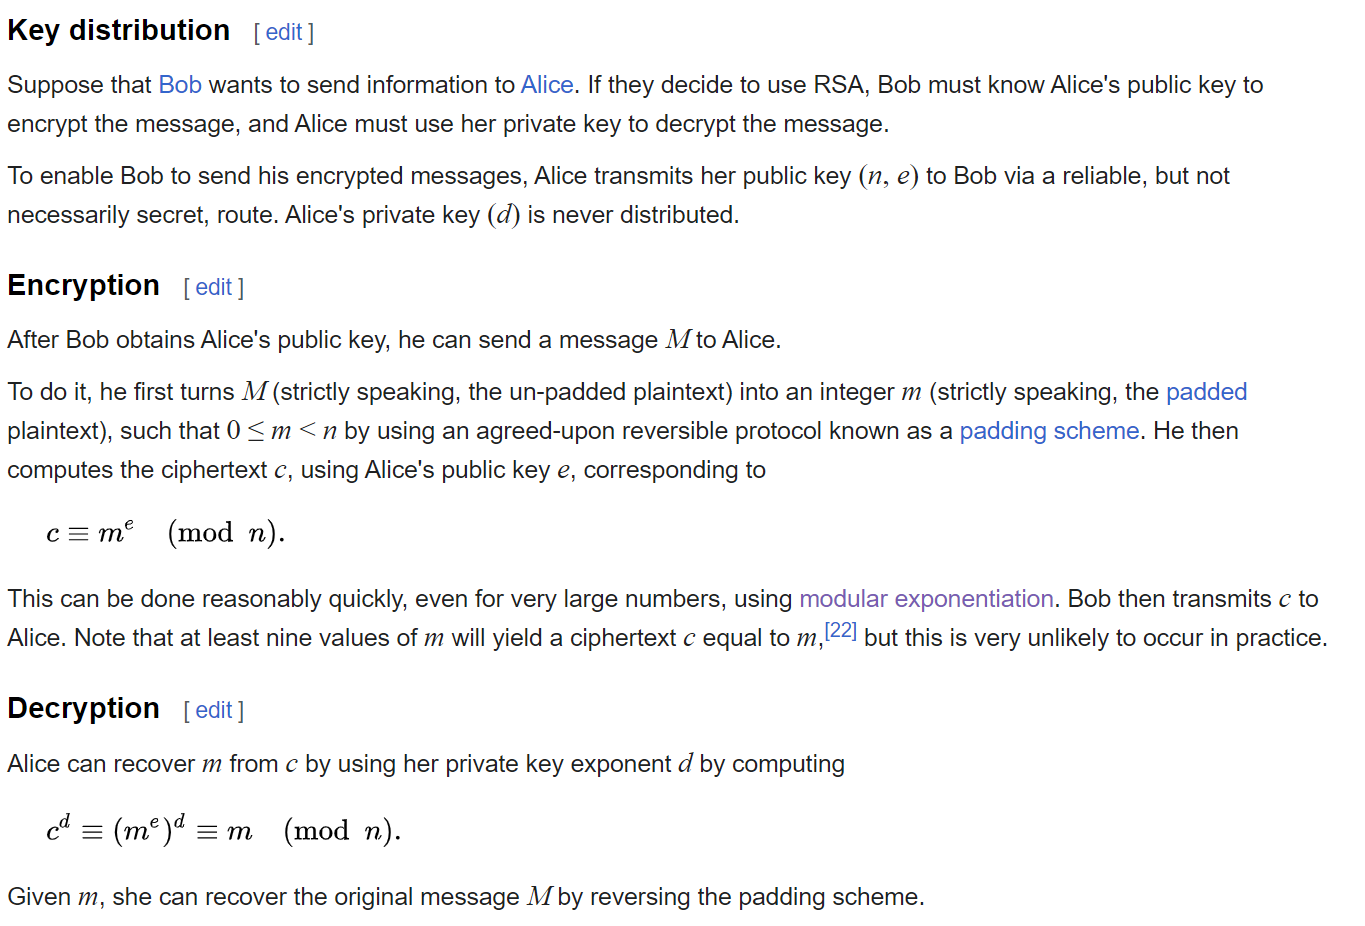 Key distribution [ edit ]
Suppose that Bob wants to send information to Alice. If they decide to use RSA, Bob must know Alice's public key to
encrypt the message, and Alice must use her private key to decrypt the message.
To enable Bob to send his encrypted messages, Alice transmits her public key (n, e) to Bob via a reliable, but not
necessarily secret, route. Alice's private key (d) is never distributed.
Encryption [ edit ]
After Bob obtains Alice's public key, he can send a message M to Alice.
To do it, he first turns M (strictly speaking, the un-padded plaintext) into an integer m (strictly speaking, the padded
plaintext), such that 0 ≤ m < n by using an agreed-upon reversible protocol known as a padding scheme. He then
computes the ciphertext c, using Alice's public key e, corresponding to
c ≡ mᵉ (mod n).
This can be done reasonably quickly, even for very large numbers, using modular exponentiation. Bob then transmits c to
Alice. Note that at least nine values of m will yield a ciphertext c equal to m,[22] but this is very unlikely to occur in practice.
Decryption [ edit ]
Alice can recover m from c by using her private key exponent d by computing
cᵈ ≡ (mᵉ)ᵈ ≡ m (mod n).
Given m, she can recover the original message M by reversing the padding scheme.